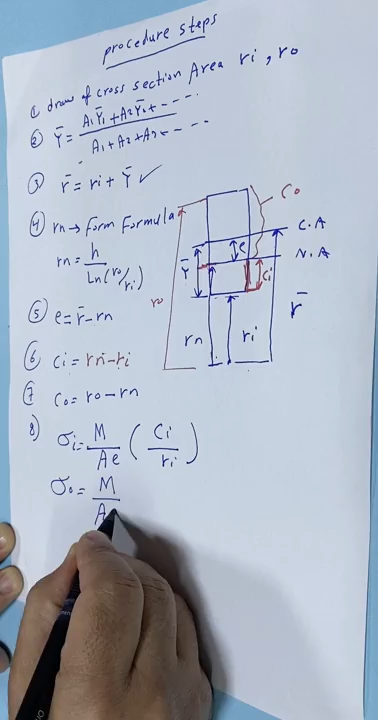 procedure steps
① draw of cross section Area ri , ro
② Ȳ = A1Ȳ1 + A2Ȳ2 + ----
A1 + A2 + A3 + ---
③ r̄ = ri + Ȳ ✓
④ rn → Form Formula
rn = h
Ln(ro/ri)
⑤ e = r̄ - rn
⑥ Ci = rn - ri
⑦ Co = ro - rn
8) σi = M/Ae (Ci/ri)
σo = M/A
Co
C.A
N.A
e
Ȳ
Ci
ro
rn
ri
r̄